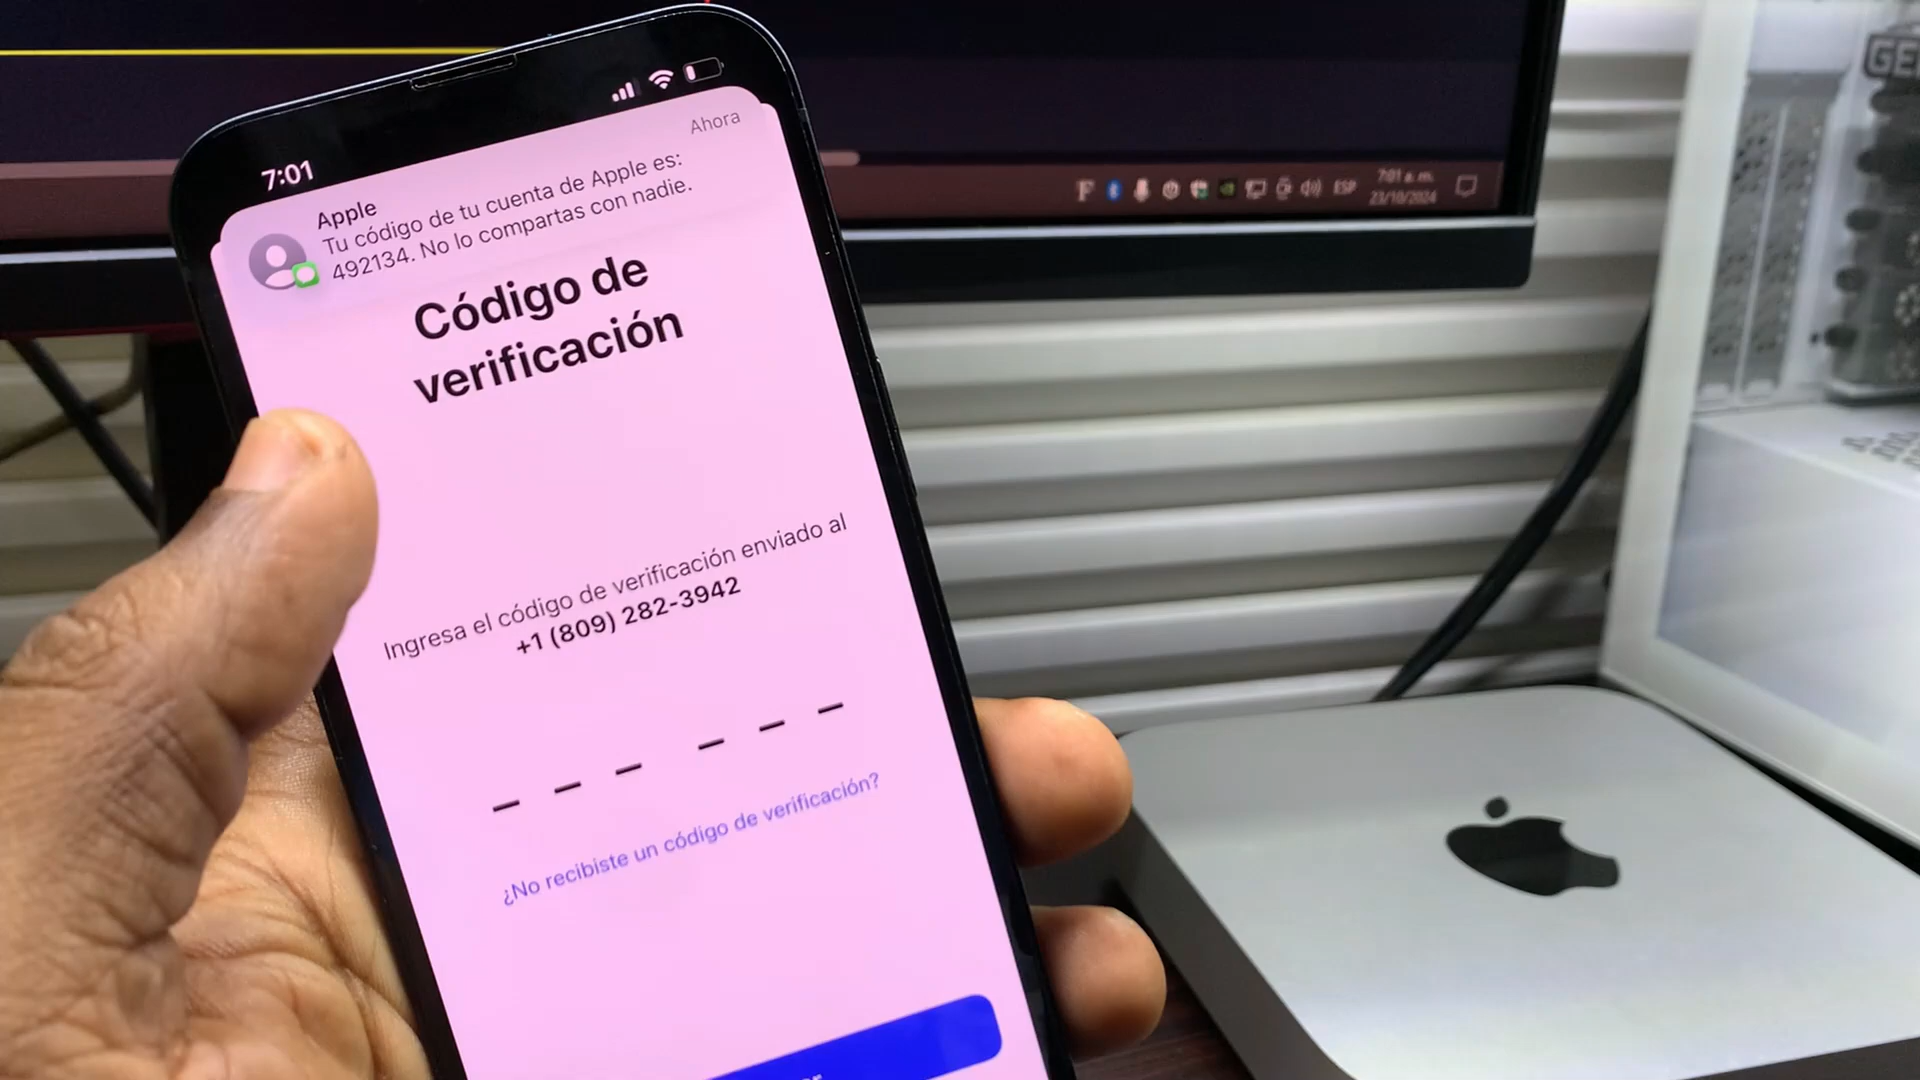 7:01
Ahora
Apple
Tu código de tu cuenta de Apple es:
492134. No lo compartas con nadie.
Código de
verificación
Ingresa el código de verificación enviado al
+1 (809) 282-3942
¿No recibiste un código de verificación?
ESP
7:01 a. m.
23/10/2024